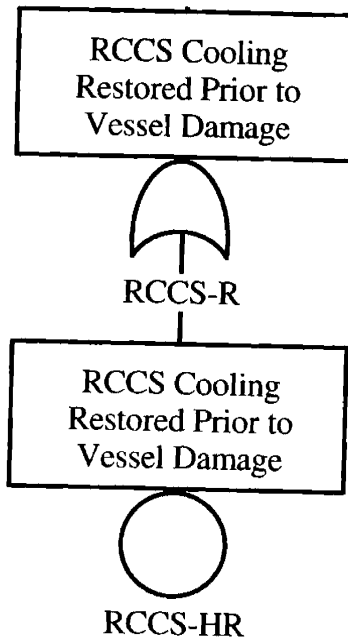 RCCS Cooling
Restored Prior to
Vessel Damage
RCCS-R
RCCS Cooling
Restored Prior to
Vessel Damage
RCCS-HR